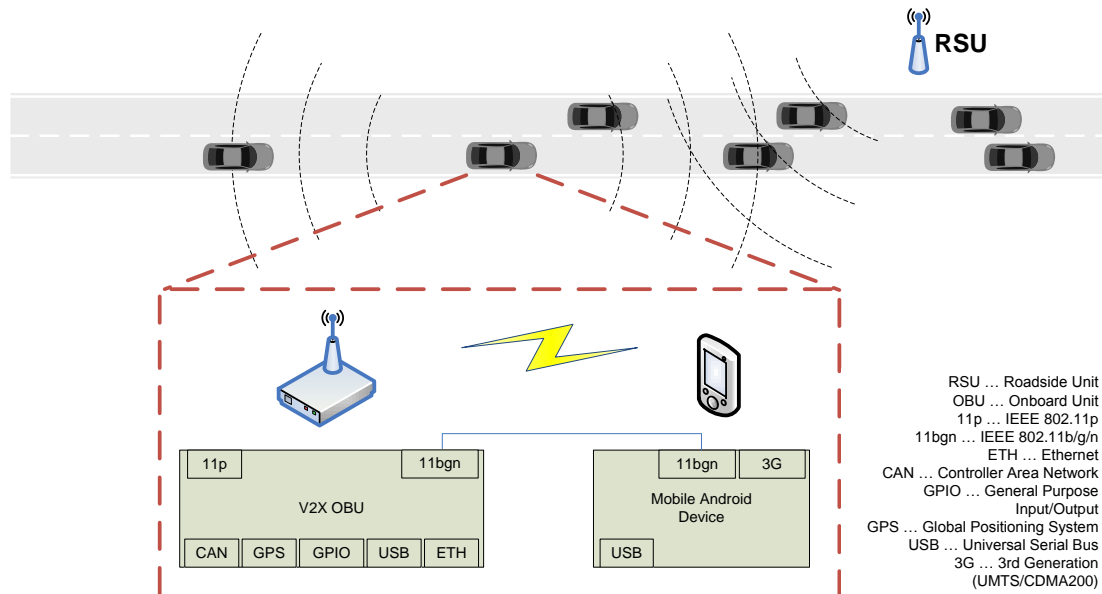 RSU
11p
11bgn
V2X OBU
CAN
GPS
GPIO
USB
ETH
11bgn
3G
Mobile Android
Device
USB
RSU … Roadside Unit
OBU … Onboard Unit
11p … IEEE 802.11p
11bgn … IEEE 802.11b/g/n
ETH … Ethernet
CAN … Controller Area Network
GPIO … General Purpose
Input/Output
GPS … Global Positioning System
USB … Universal Serial Bus
3G … 3rd Generation
(UMTS/CDMA200)